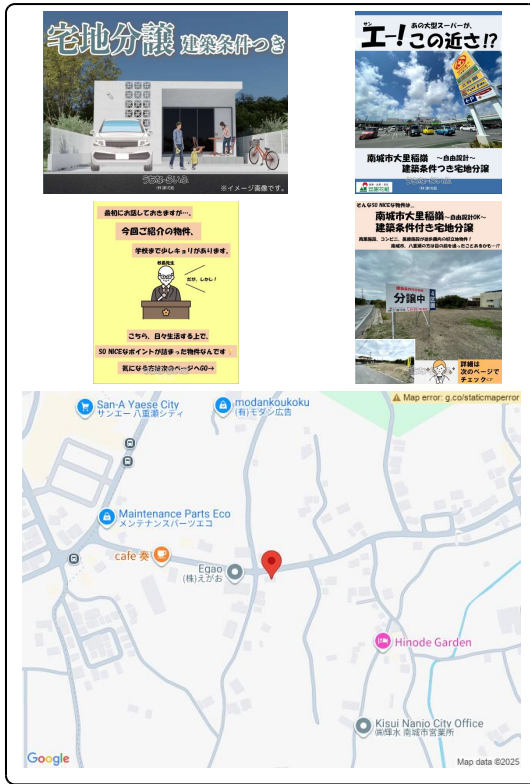 宅地分譲 建築条件つき
うちな~らいふ
※イメージ画像です。
あの大型スーパーが、
サン
エー!この近さ!?
南城市大里稲嶺 ~自由設計~
建築条件つき宅地分譲
最初にお話しておきますが…、
今回ご紹介の物件、
学校まで少しキョリがあります。
校長先生
だが、しかし!
こちら、日々生活する上で、
SO NICEなポイントが詰まった物件なんです
気になる方は次のページへGO→
そんなSO NICEな物件は…
南城市大里稲嶺~自由設計OK~
建築条件付き宅地分譲
分譲中
詳細は
次のページで
チェック
Map error: g.co/staticmaperror
San-A Yaese City
サンエー 八重瀬シティ
modankoukoku
(有)モダン広告
Maintenance Parts Eco
メンテナンスパーツエコ
cafe 奏
Egao
(株)えがお
Hinode Garden
Kisui Nanjo City Office
㈱輝水 南城市営業所
Google
Map data ©2025